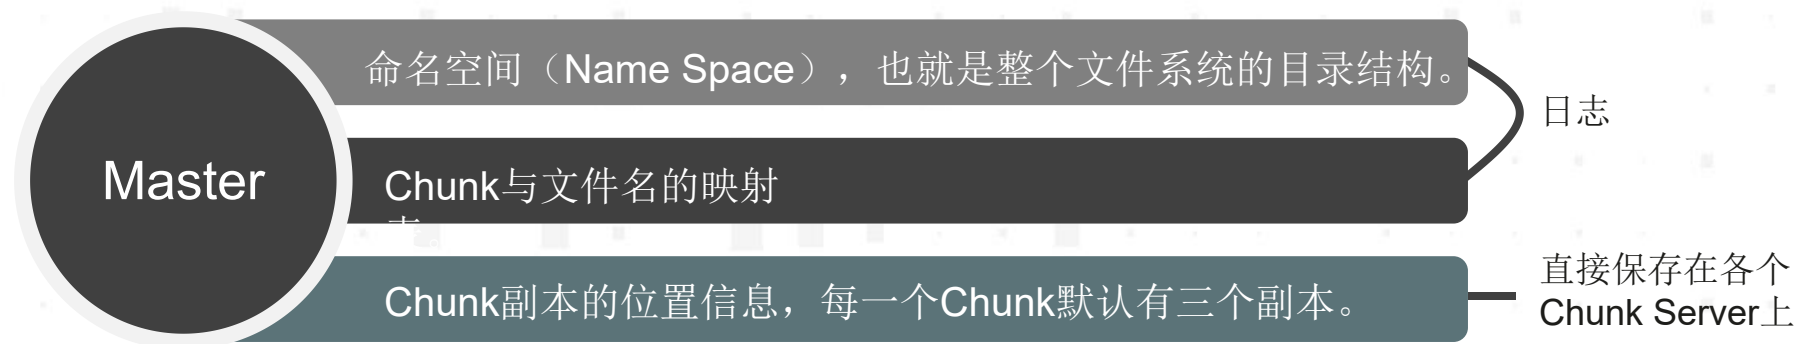 命名空间（Name Space），也就是整个文件系统的目录结构。
日志
Master
Chunk与文件名的映射
Chunk副本的位置信息，每一个Chunk默认有三个副本。
直接保存在各个
Chunk Server上